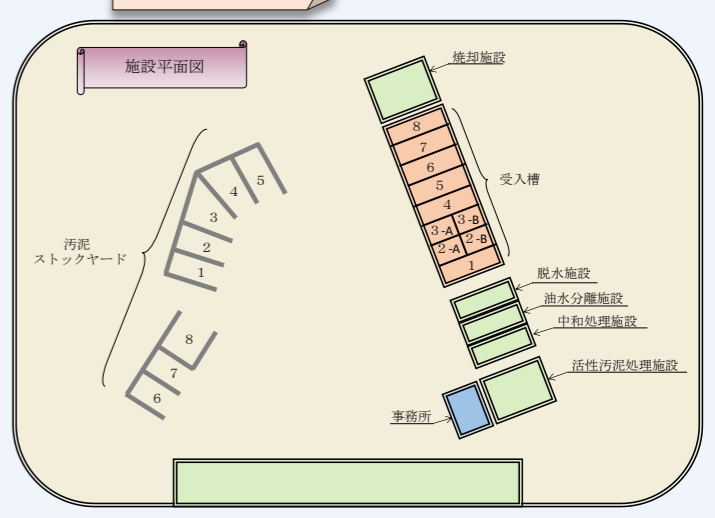 施設平面図
焼却施設
8
7
6
5
4
3-A
3-B
2-A
2-B
1
受入槽
5
4
3
2
1
汚泥
ストックヤード
8
7
6
脱水施設
油水分離施設
中和処理施設
活性汚泥処理施設
事務所